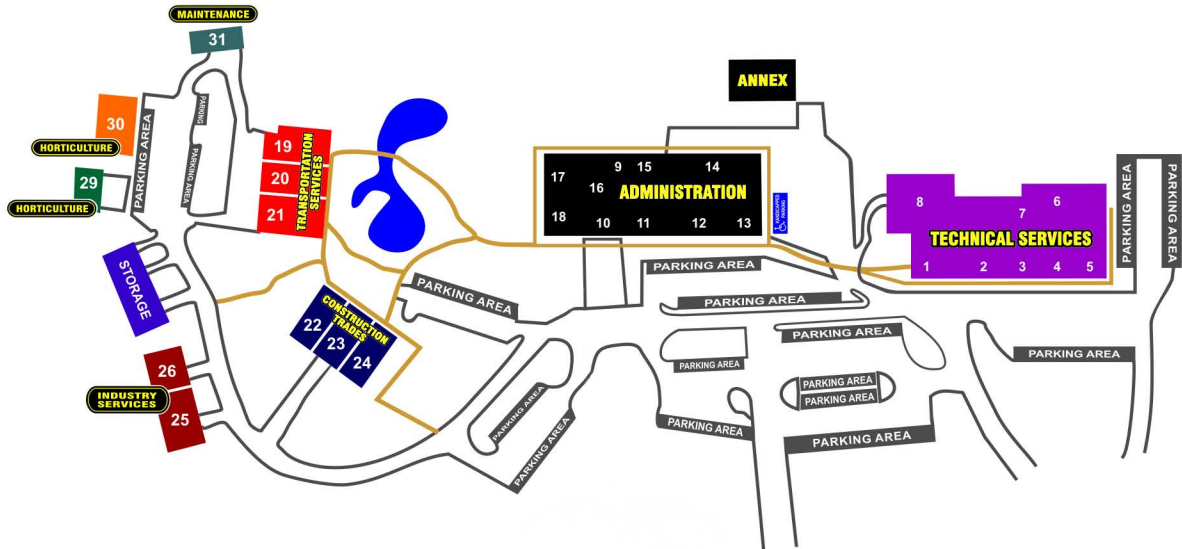 MAINTENANCE
31
ANNEX
PARKING
30
HORTICULTURE
PARKING AREA
PARKING AREA
19
20
21
TRANSPORTATION
SERVICES
29
HORTICULTURE
9 15 14
17
16
ADMINISTRATION
18
10 11 12 13
HANDICAPPED
PARKING
8
6
7
TECHNICAL SERVICES
1 2 3 4 5
PARKING AREA
PARKING AREA
STORAGE
PARKING AREA
PARKING AREA
PARKING AREA
CONSTRUCTION
TRADES
22
23
24
PARKING AREA
PARKING AREA
PARKING AREA
26
INDUSTRY
SERVICES
25
PARKING AREA
PARKING AREA
PARKING AREA
PARKING AREA
PARKING AREA
PARKING AREA